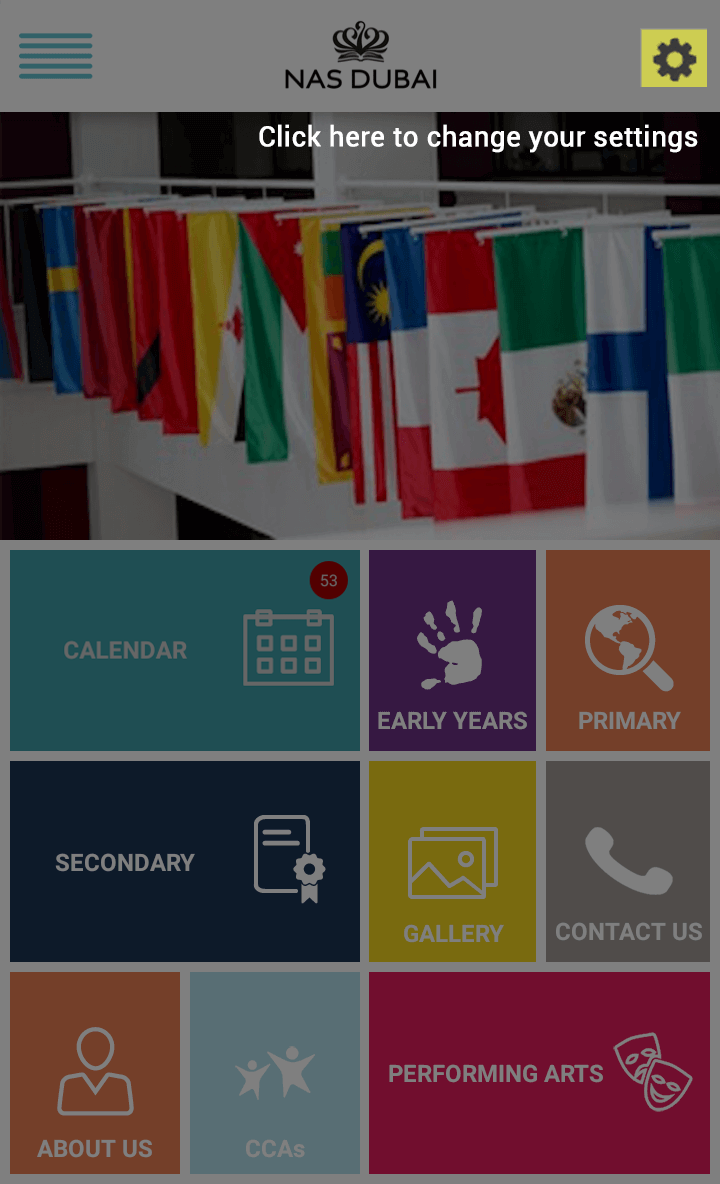 NAS DUBAI
Click here to change your settings
53
CALENDAR
EARLY YEARS
PRIMARY
SECONDARY
GALLERY
CONTACT US
ABOUT US
CCAs
PERFORMING ARTS